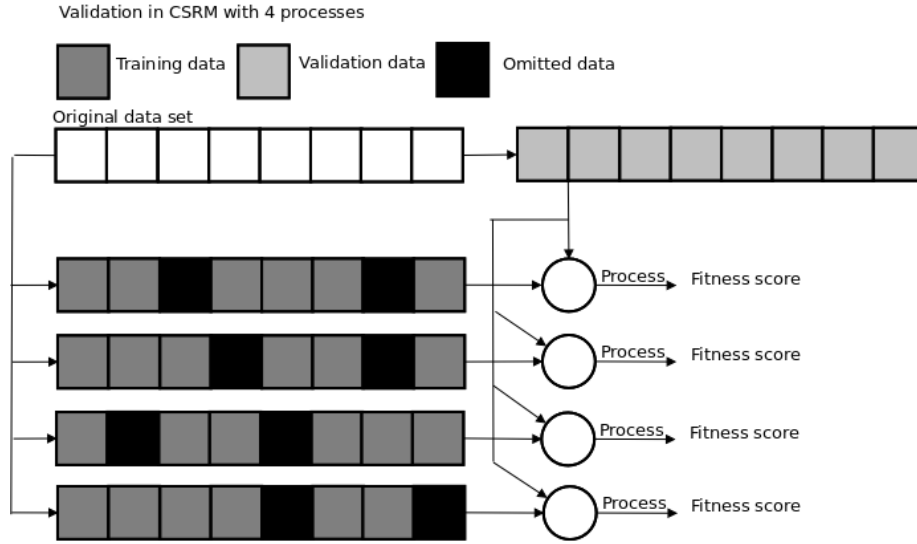 Validation in CSRM with 4 processes
Training data
Validation data
Omitted data
Original data set
Process
Fitness score
Process
Fitness score
Process
Fitness score
Process
Fitness score